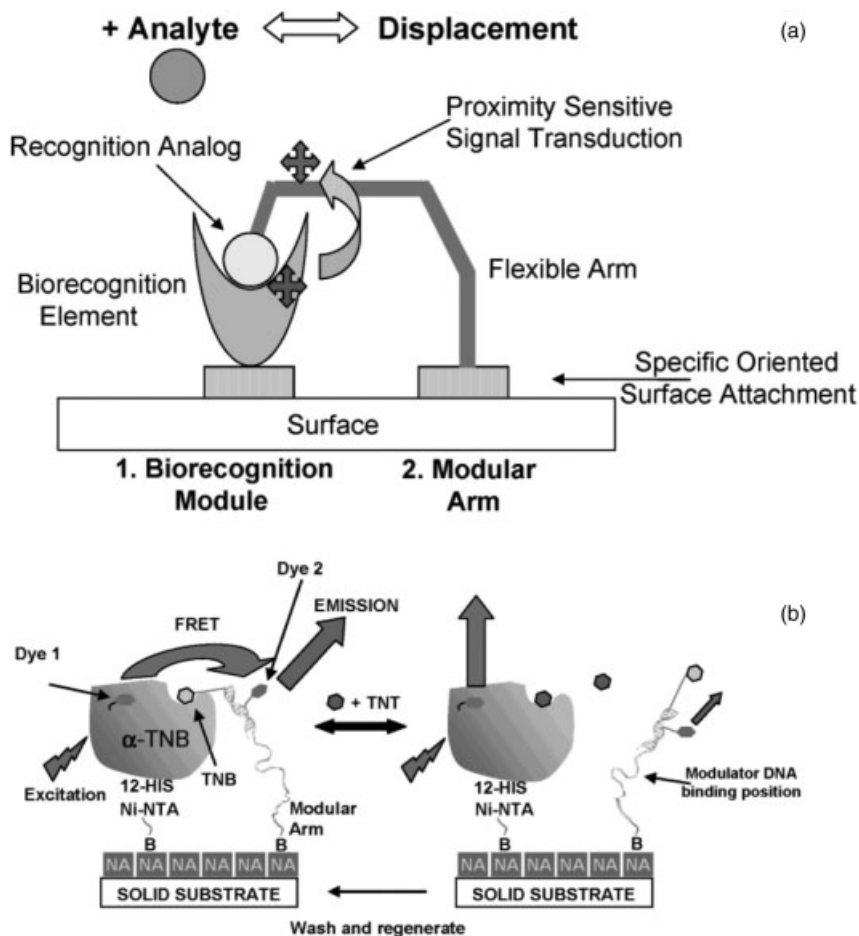 + Analyte
Displacement
(a)
Proximity Sensitive
Signal Transduction
Recognition Analog
Biorecognition
Element
Flexible Arm
Specific Oriented
Surface Attachment
Surface
1. Biorecognition
Module
2. Modular
Arm
(b)
Dye 2
EMISSION
FRET
Dye 1
+ TNT
α-TNB
TNB
Excitation
12-HIS
Ni-NTA
Modular
Arm
B
B
NA NA NA NA NA NA
SOLID SUBSTRATE
Excitation
12-HIS
Ni-NTA
Modulator DNA
binding position
B
B
NA NA NA NA NA NA
SOLID SUBSTRATE
Wash and regenerate